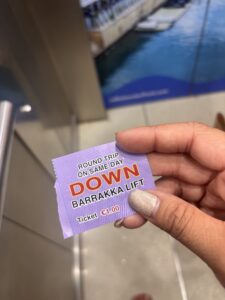 ROUND TRIP
ON SAME DAY
DOWN
BARRAKKA LIFT
Ticket €1.00